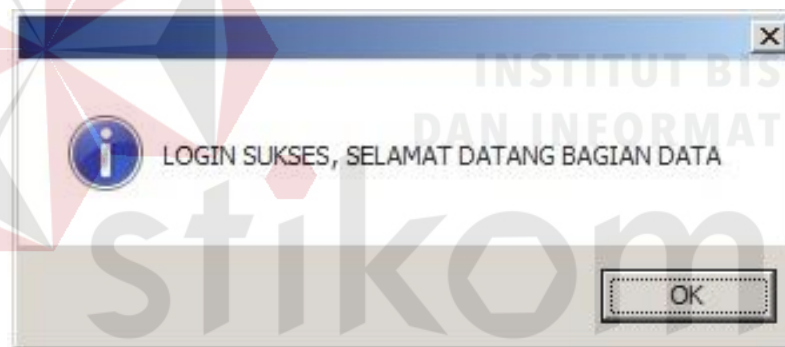 INSTITUT BIS
DAN INFORMAT
LOGIN SUKSES, SELAMAT DATANG BAGIAN DATA
stikom
OK